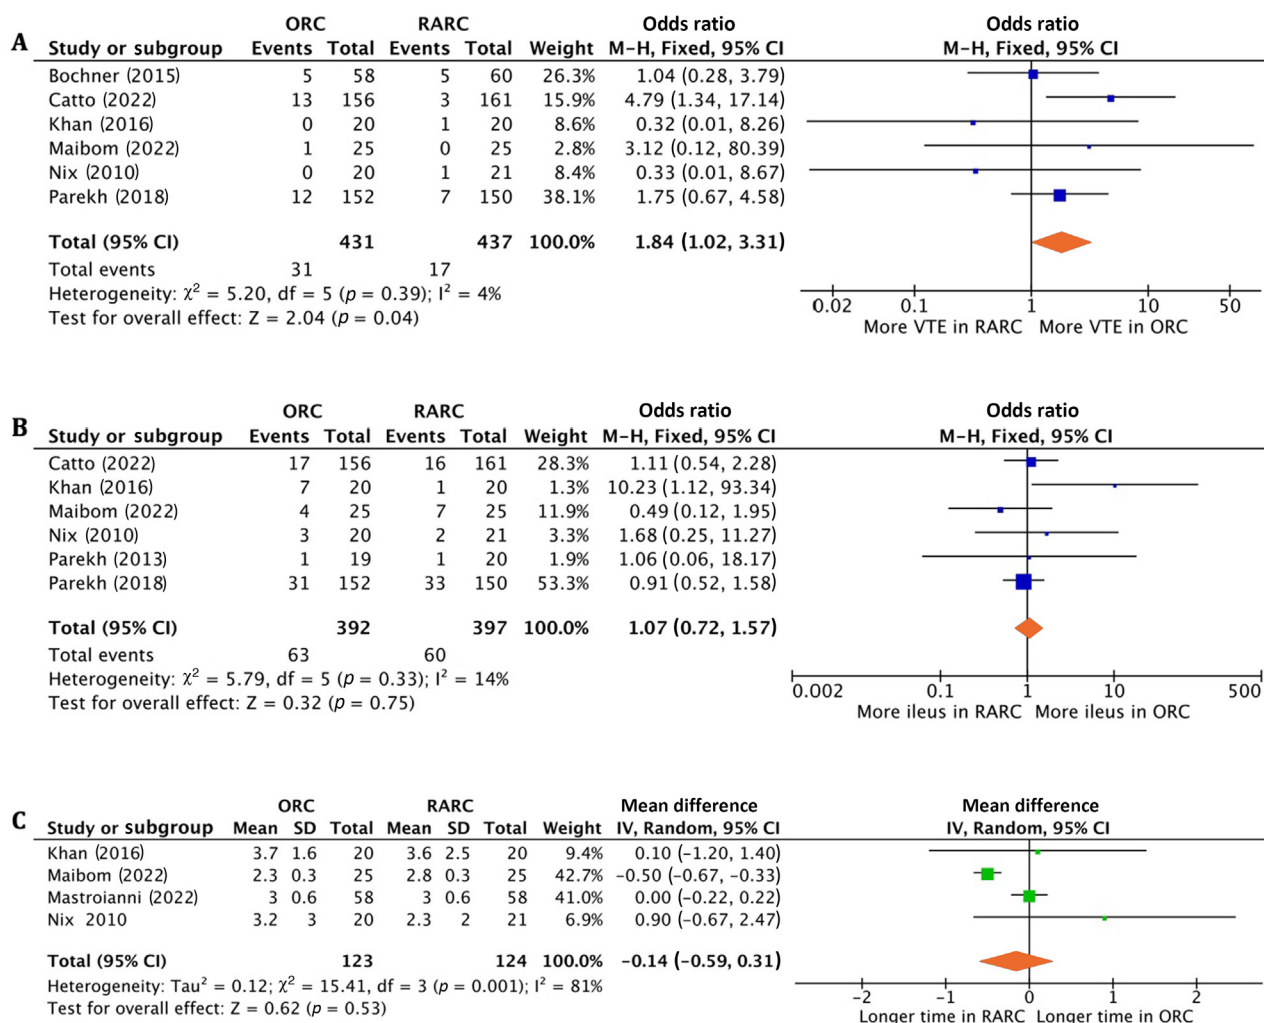 A
ORC RARC Odds ratio Odds ratio
Study or subgroup Events Total Events Total Weight M–H, Fixed, 95% CI M–H, Fixed, 95% CI
Bochner (2015) 5 58 5 60 26.3% 1.04 (0.28, 3.79)
Catto (2022) 13 156 3 161 15.9% 4.79 (1.34, 17.14)
Khan (2016) 0 20 1 20 8.6% 0.32 (0.01, 8.26)
Maibom (2022) 1 25 0 25 2.8% 3.12 (0.12, 80.39)
Nix (2010) 0 20 1 21 8.4% 0.33 (0.01, 8.67)
Parekh (2018) 12 152 7 150 38.1% 1.75 (0.67, 4.58)
Total (95% CI) 431 437 100.0% 1.84 (1.02, 3.31)
Total events 31 17
Heterogeneity: χ² = 5.20, df = 5 (p = 0.39); I² = 4%
Test for overall effect: Z = 2.04 (p = 0.04)
0.02 0.1 1 10 50
More VTE in RARC More VTE in ORC
B
ORC RARC Odds ratio Odds ratio
Study or subgroup Events Total Events Total Weight M–H, Fixed, 95% CI M–H, Fixed, 95% CI
Catto (2022) 17 156 16 161 28.3% 1.11 (0.54, 2.28)
Khan (2016) 7 20 1 20 1.3% 10.23 (1.12, 93.34)
Maibom (2022) 4 25 7 25 11.9% 0.49 (0.12, 1.95)
Nix (2010) 3 20 2 21 3.3% 1.68 (0.25, 11.27)
Parekh (2013) 1 19 1 20 1.9% 1.06 (0.06, 18.17)
Parekh (2018) 31 152 33 150 53.3% 0.91 (0.52, 1.58)
Total (95% CI) 392 397 100.0% 1.07 (0.72, 1.57)
Total events 63 60
Heterogeneity: χ² = 5.79, df = 5 (p = 0.33); I² = 14%
Test for overall effect: Z = 0.32 (p = 0.75)
0.002 0.1 1 10 500
More ileus in RARC More ileus in ORC
C
ORC RARC Mean difference Mean difference
Study or subgroup Mean SD Total Mean SD Total Weight IV, Random, 95% CI IV, Random, 95% CI
Khan (2016) 3.7 1.6 20 3.6 2.5 20 9.4% 0.10 (–1.20, 1.40)
Maibom (2022) 2.3 0.3 25 2.8 0.3 25 42.7% –0.50 (–0.67, –0.33)
Mastroianni (2022) 3 0.6 58 3 0.6 58 41.0% 0.00 (–0.22, 0.22)
Nix 2010 3.2 3 20 2.3 2 21 6.9% 0.90 (–0.67, 2.47)
Total (95% CI) 123 124 100.0% –0.14 (–0.59, 0.31)
Heterogeneity: Tau² = 0.12; χ² = 15.41, df = 3 (p = 0.001); I² = 81%
Test for overall effect: Z = 0.62 (p = 0.53)
–2 –1 0 1 2
Longer time in RARC Longer time in ORC